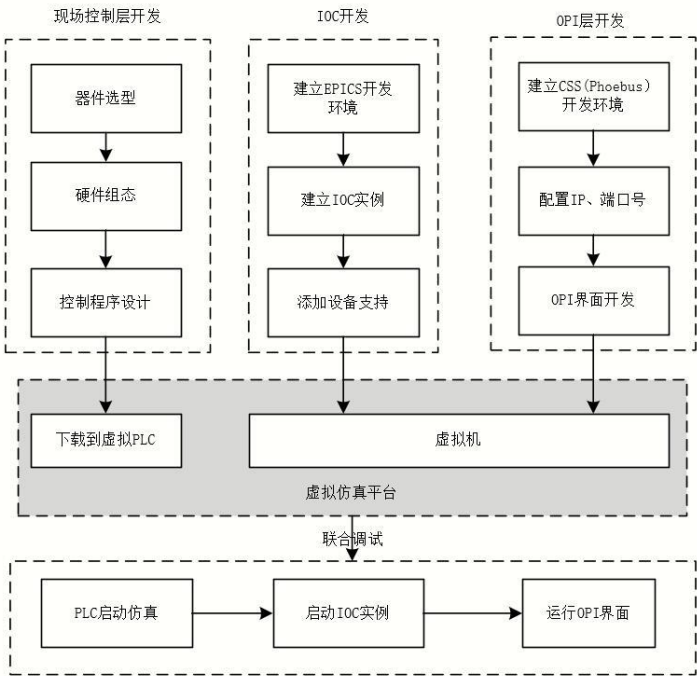 现场控制层开发
IOC开发
OPI层开发
器件选型
建立EPICS开发
环境
建立CSS(Phoebus)
开发环境
硬件组态
建立IOC实例
配置IP、端口号
控制程序设计
添加设备支持
OPI界面开发
下载到虚拟PLC
虚拟机
虚拟仿真平台
联合调试
PLC启动仿真
启动IOC实例
运行OPI界面